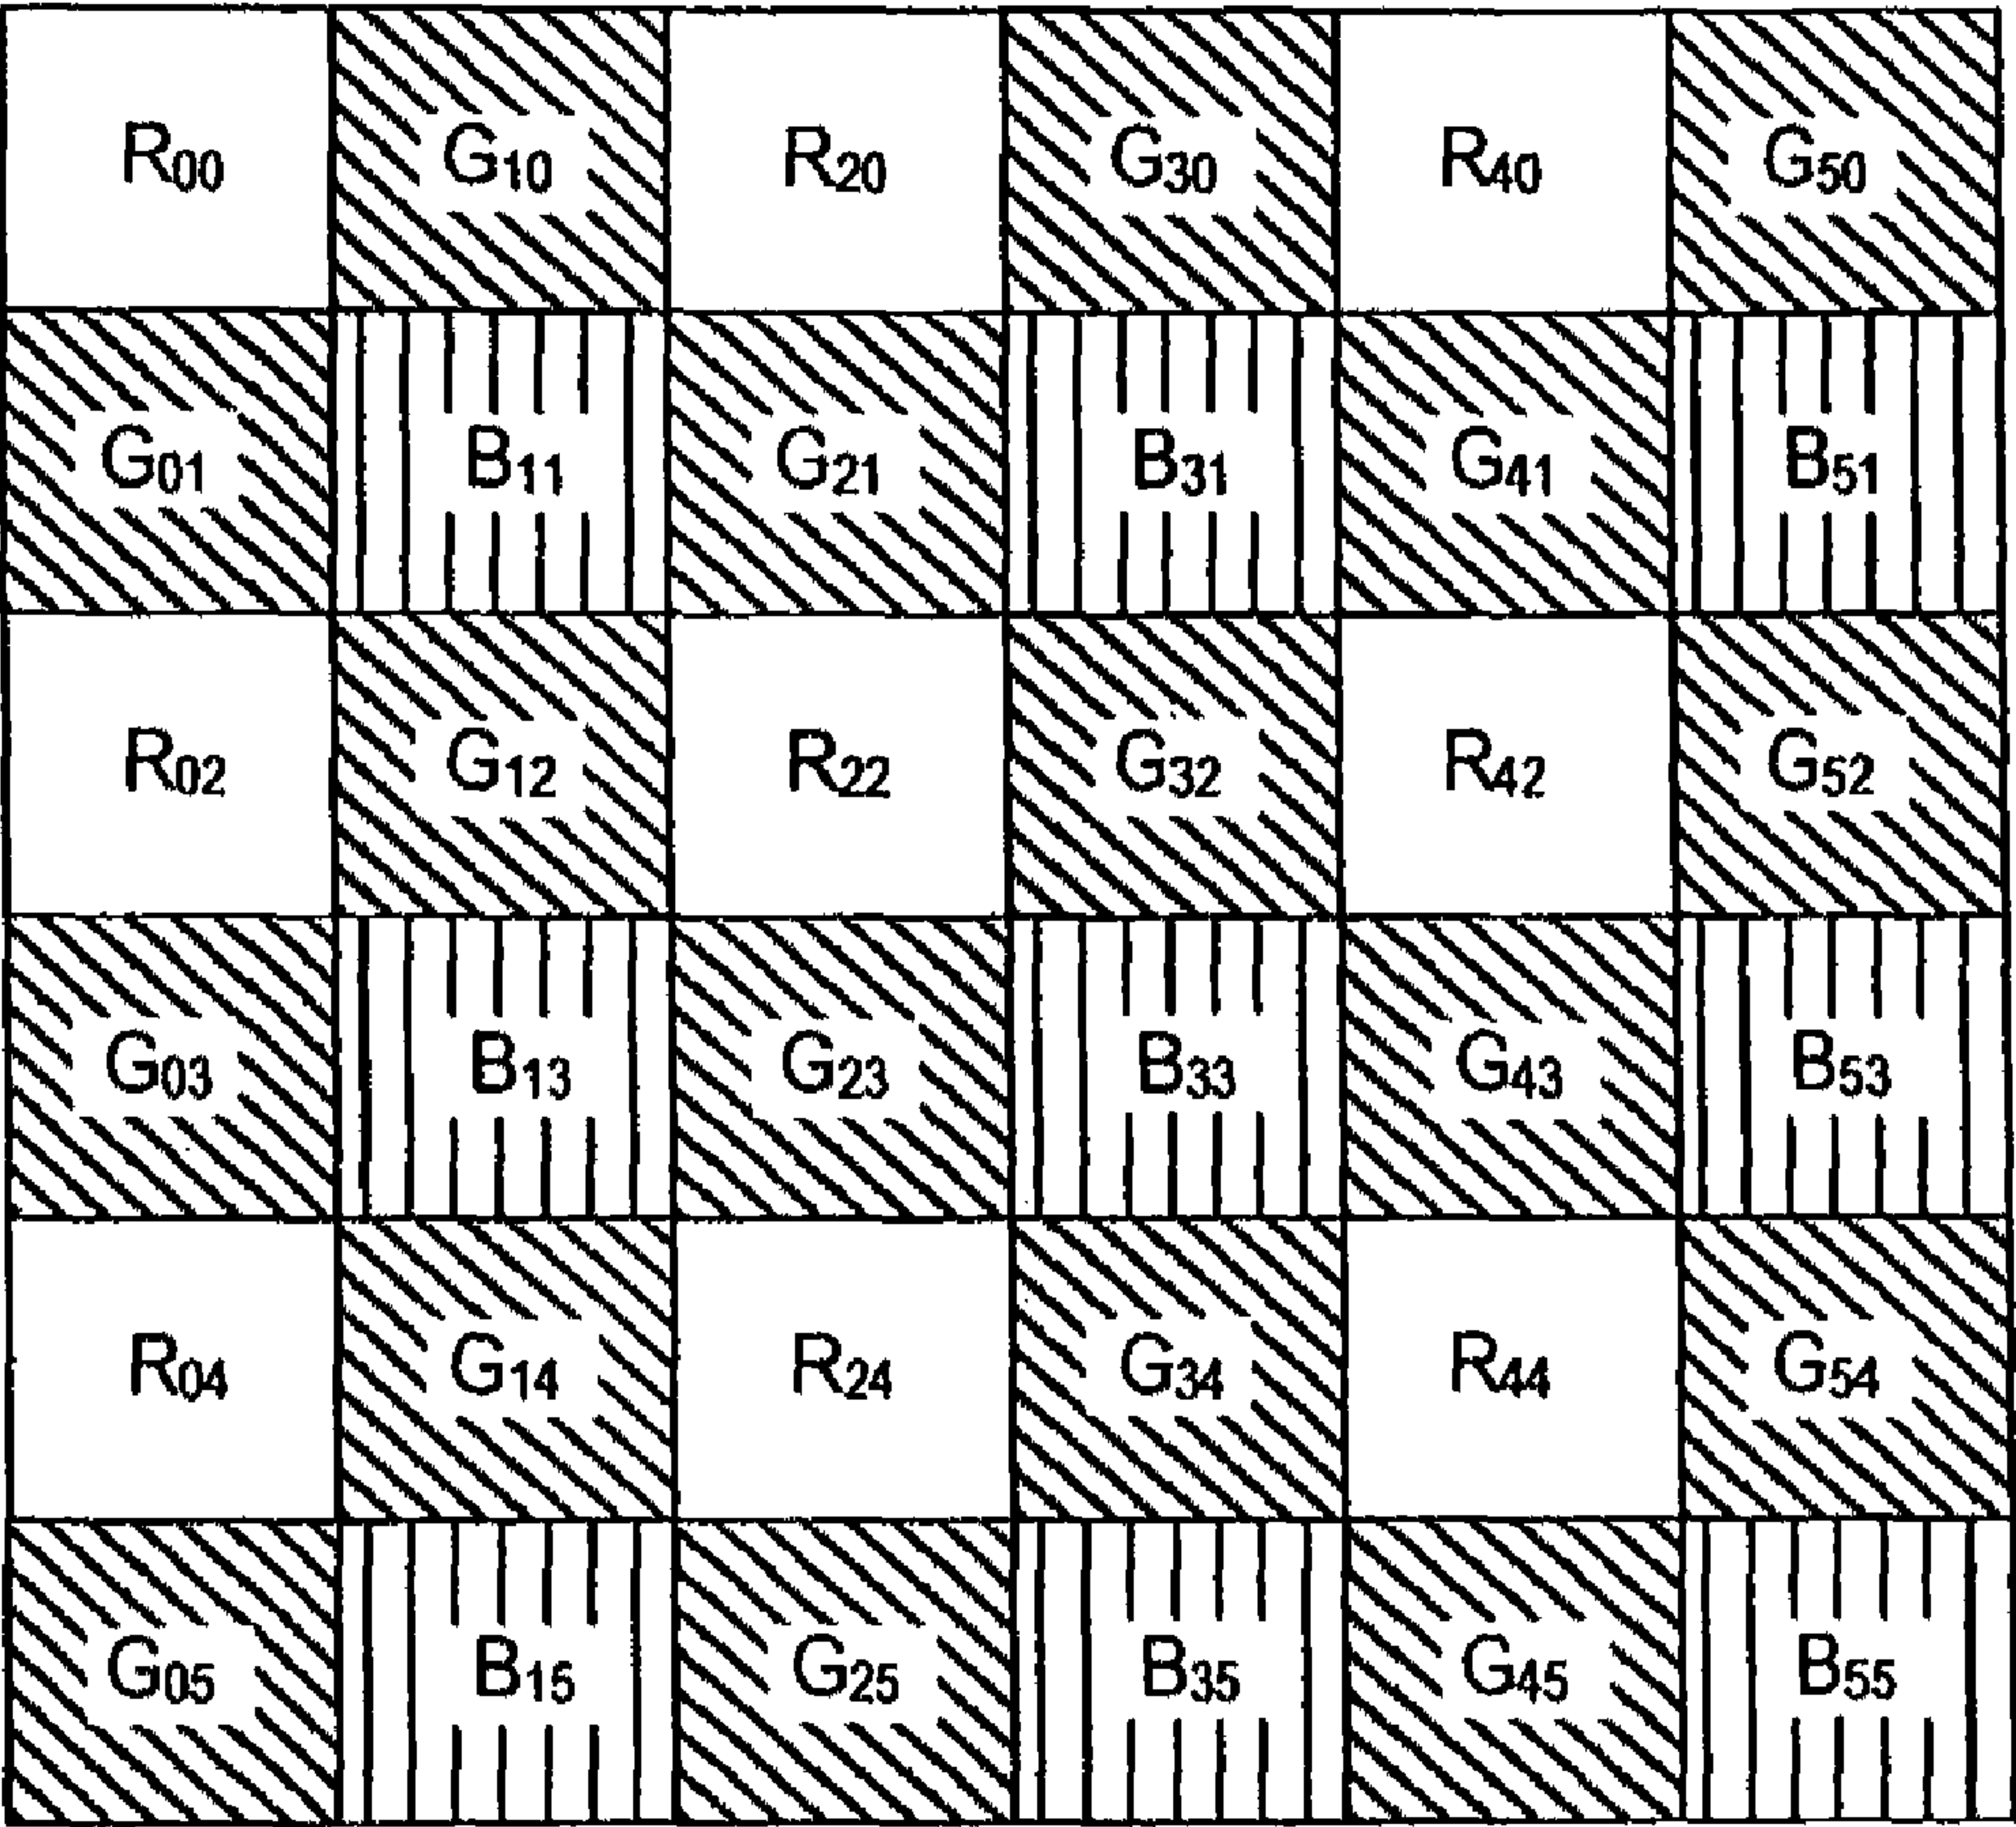 R00 G10 R20 G30 R40 G50
G01 B11 G21 B31 G41 B51
R02 G12 R22 G32 R42 G52
G03 B13 G23 B33 G43 B53
R04 G14 R24 G34 R44 G54
G05 B15 G25 B35 G45 B55